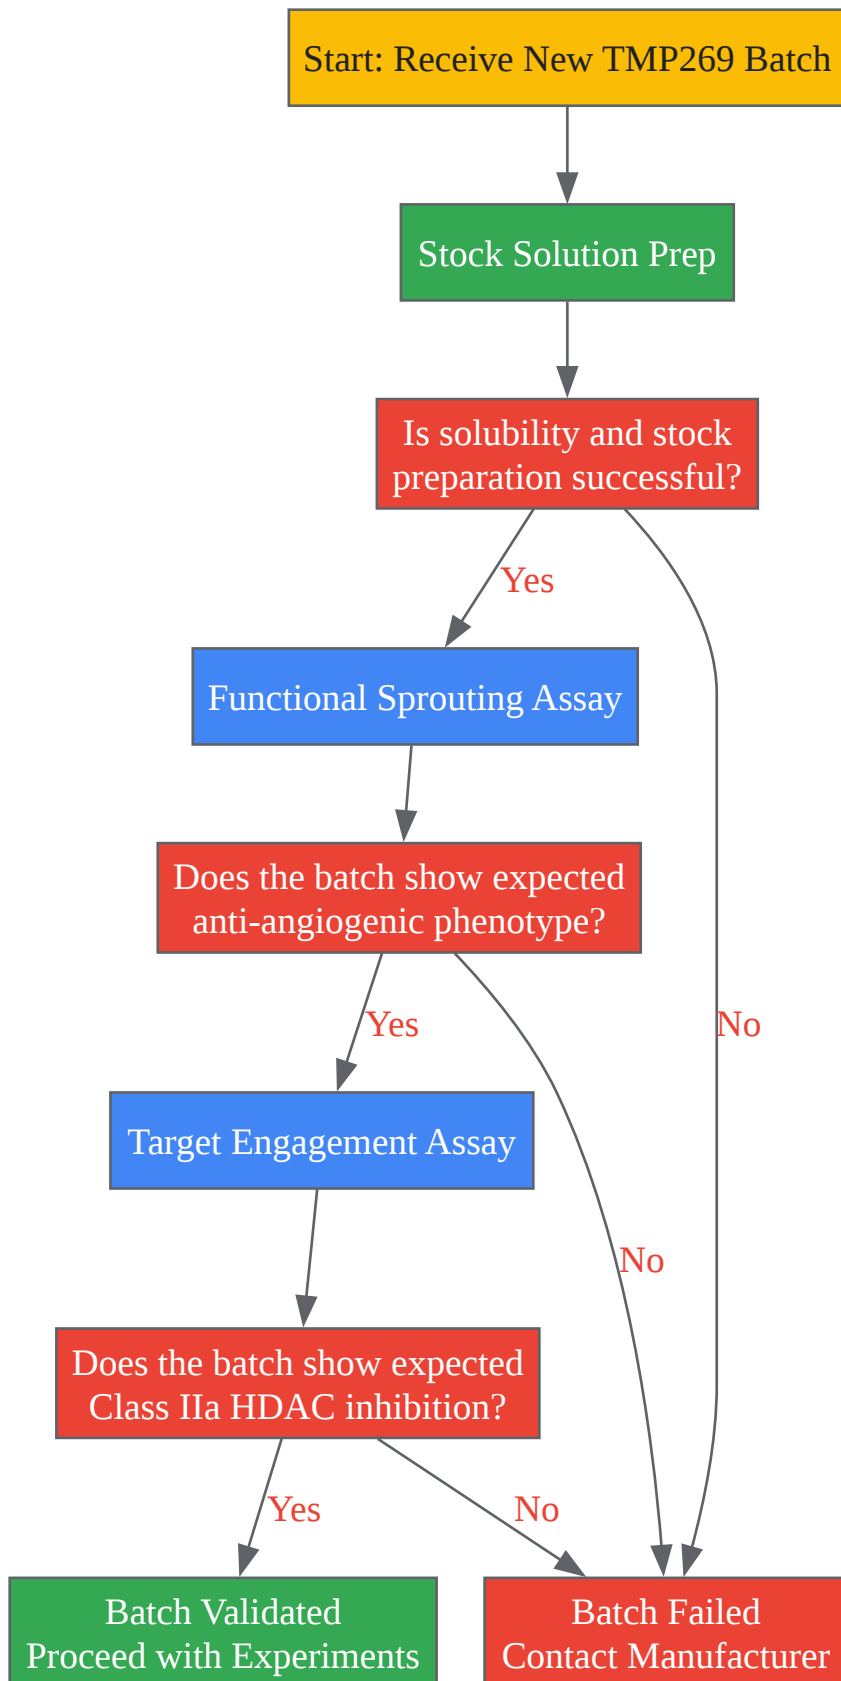 Start: Receive New TMP269 Batch
Stock Solution Prep
Is solubility and stock
preparation successful?
Yes
Functional Sprouting Assay
Does the batch show expected
anti-angiogenic phenotype?
Yes
No
Target Engagement Assay
No
Does the batch show expected
Class IIa HDAC inhibition?
Yes
No
Batch Validated
Proceed with Experiments
Batch Failed
Contact Manufacturer